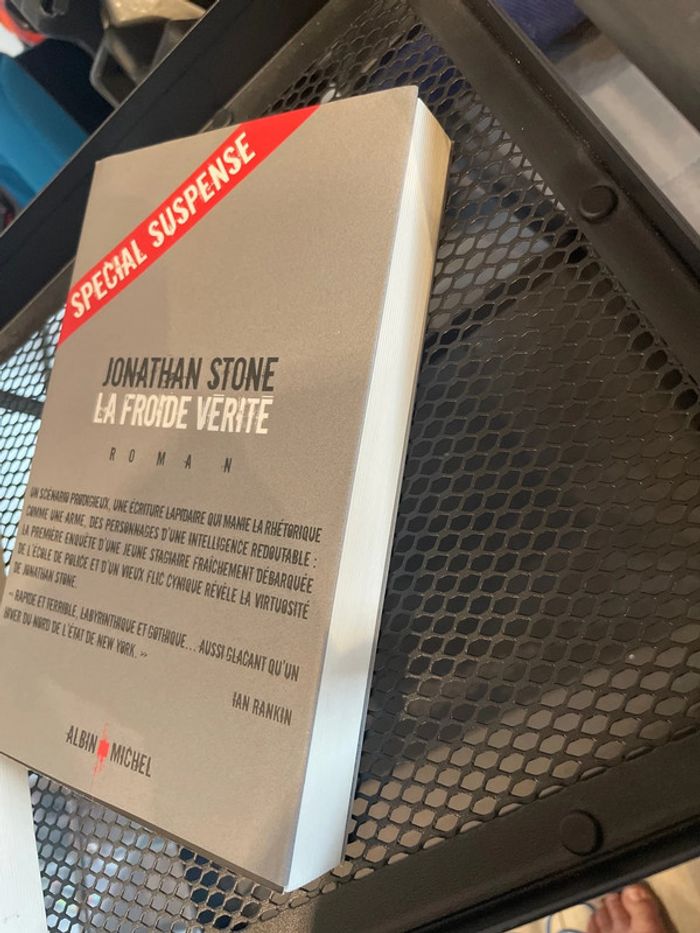 SPECIAL SUSPENSE
JONATHAN STONE
LA FROIDE VÉRITÉ
ROMAN
UN SCÉNARIO PRODIGIEUX, UNE ÉCRITURE LAPIDAIRE QUI MANIE LA RHÉTORIQUE
COMME UNE ARME, DES PERSONNAGES D'UNE INTELLIGENCE REDOUTABLE :
LA PREMIÈRE ENQUÊTE D'UNE JEUNE STAGIAIRE FRAÎCHEMENT DÉBARQUÉE
DE L'ÉCOLE DE POLICE ET D'UN VIEUX FLIC CYNIQUE RÉVÈLE LA VIRTUOSITÉ
DE JONATHAN STONE.
« RAPIDE ET TERRIBLE, LABYRINTHIQUE ET GOTHIQUE... AUSSI GLAÇANT QU'UN
HIVER DU NORD DE L'ÉTAT DE NEW YORK. »
IAN RANKIN
ALBIN MICHEL